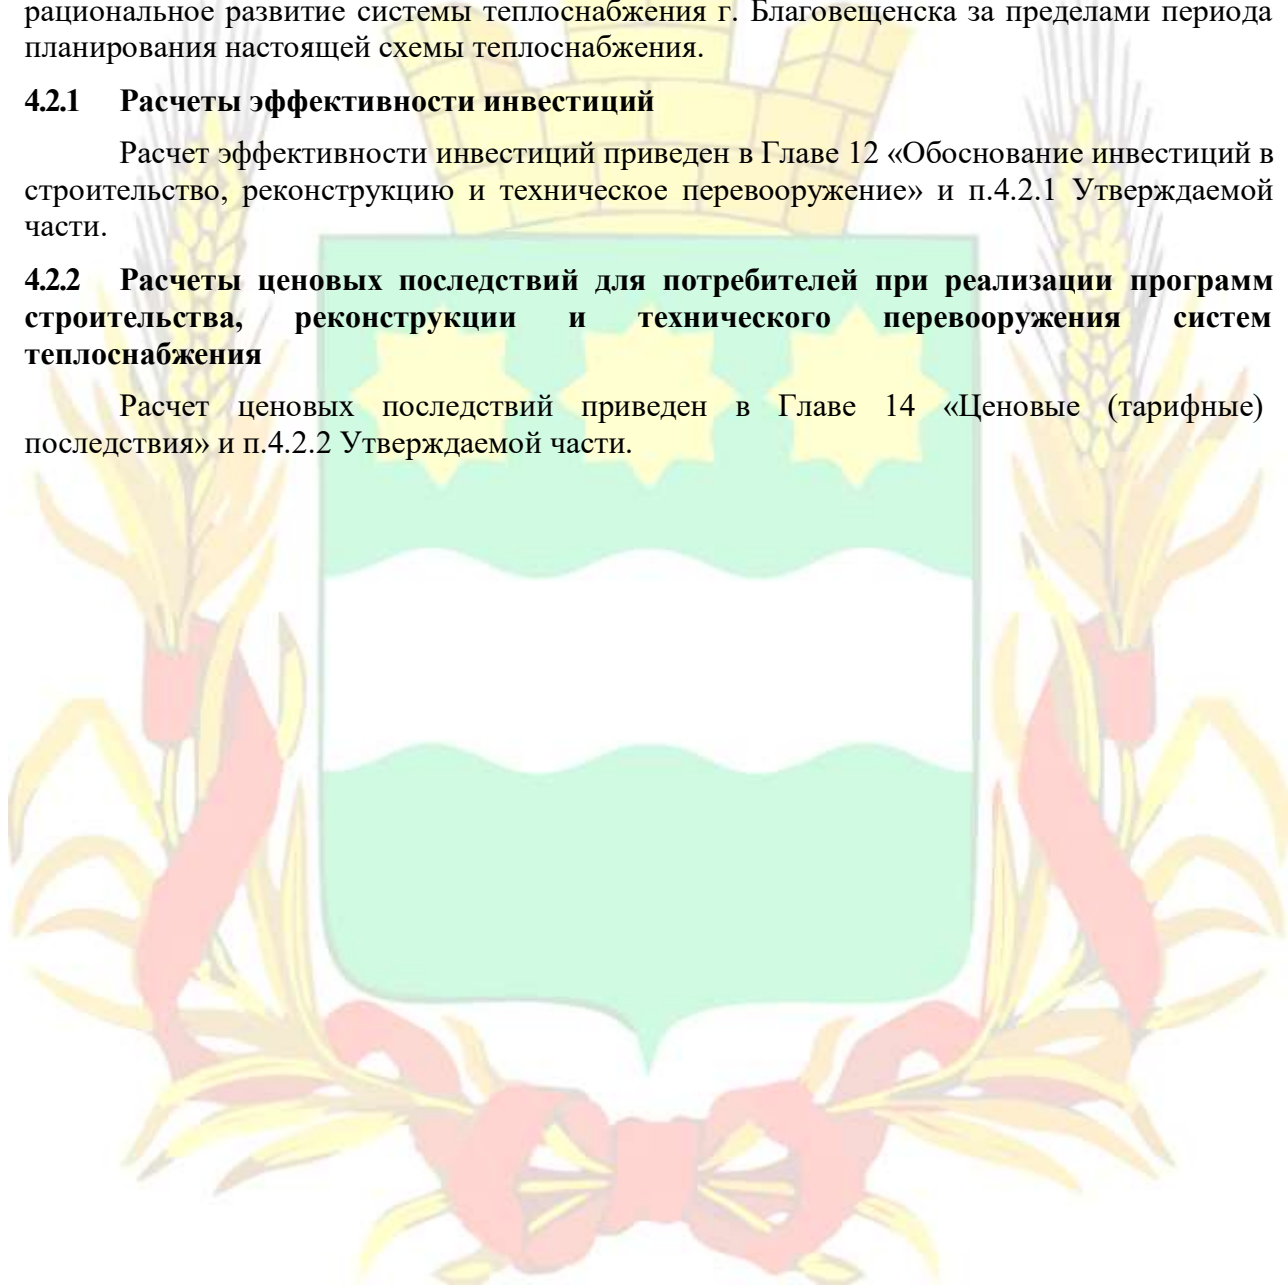 рациональное развитие системы теплоснабжения г. Благовещенска за пределами периода
планирования настоящей схемы теплоснабжения.
4.2.1 Расчеты эффективности инвестиций
Расчет эффективности инвестиций приведен в Главе 12 «Обоснование инвестиций в
строительство, реконструкцию и техническое перевооружение» и п.4.2.1 Утверждаемой
части.
4.2.2 Расчеты ценовых последствий для потребителей при реализации программ
строительства, реконструкции и технического перевооружения систем
теплоснабжения
Расчет ценовых последствий приведен в Главе 14 «Ценовые (тарифные)
последствия» и п.4.2.2 Утверждаемой части.